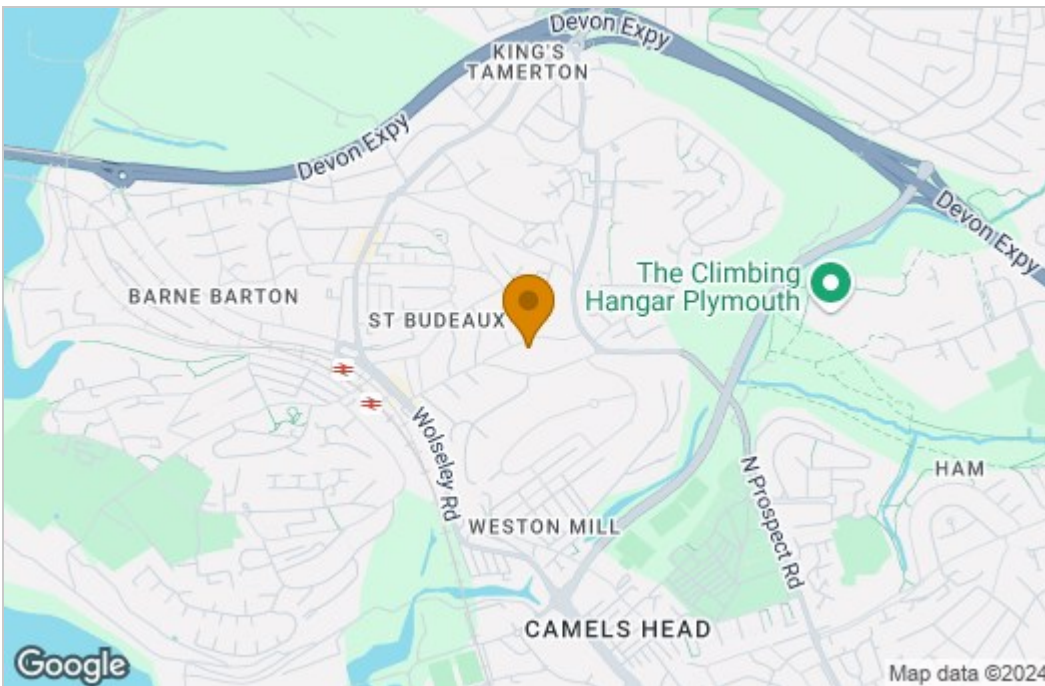 Devon Expy
KING'S
TAMERTON
Devon Expy
Devon Expy
The Climbing
Hangar Plymouth
BARNE BARTON
ST BUDEAUX
Wolseley Rd
N Prospect Rd
HAM
WESTON MILL
CAMELS HEAD
Google
Map data ©2024